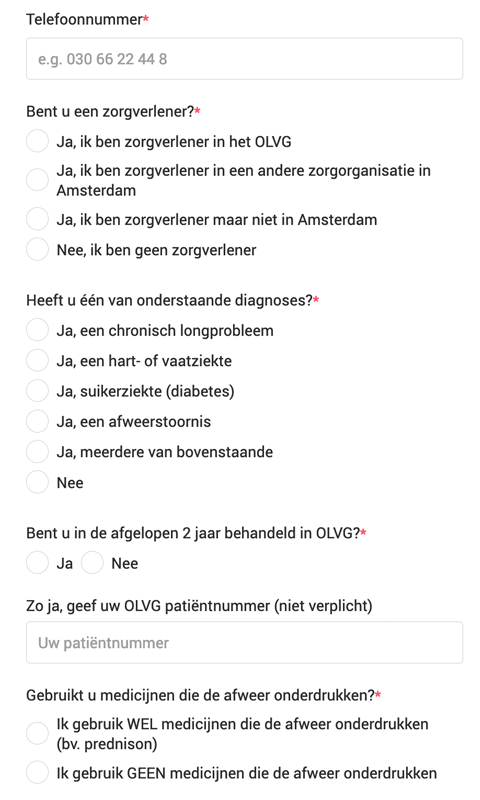 Telefoonnummer*
e.g. 030 66 22 44 8
Bent u een zorgverlener?*
Ja, ik ben zorgverlener in het OLVG
Ja, ik ben zorgverlener in een andere zorgorganisatie in
Amsterdam
Ja, ik ben zorgverlener maar niet in Amsterdam
Nee, ik ben geen zorgverlener
Heeft u één van onderstaande diagnoses?*
Ja, een chronisch longprobleem
Ja, een hart- of vaatziekte
Ja, suikerziekte (diabetes)
Ja, een afweerstoornis
Ja, meerdere van bovenstaande
Nee
Bent u in de afgelopen 2 jaar behandeld in OLVG?*
Ja Nee
Zo ja, geef uw OLVG patiëntnummer (niet verplicht)
Uw patiëntnummer
Gebruikt u medicijnen die de afweer onderdrukken?*
Ik gebruik WEL medicijnen die de afweer onderdrukken
(bv. prednison)
Ik gebruik GEEN medicijnen die de afweer onderdrukken